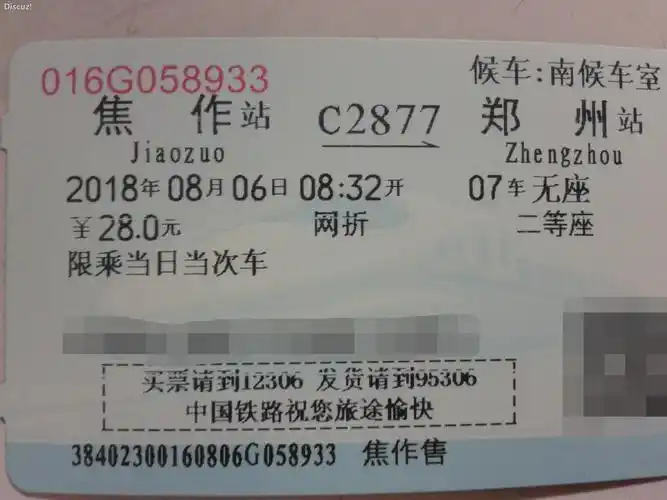 Discuz!
016G058933 候车:南候车室
焦作站 C2877 郑州站
Jiaozuo Zhengzhou
2018年08月06日 08:32开 07车无座
¥28.0元 网折 二等座
限乘当日当次车
买票请到12306 发货请到95306
中国铁路祝您旅途愉快
38402300160806G058933 焦作售